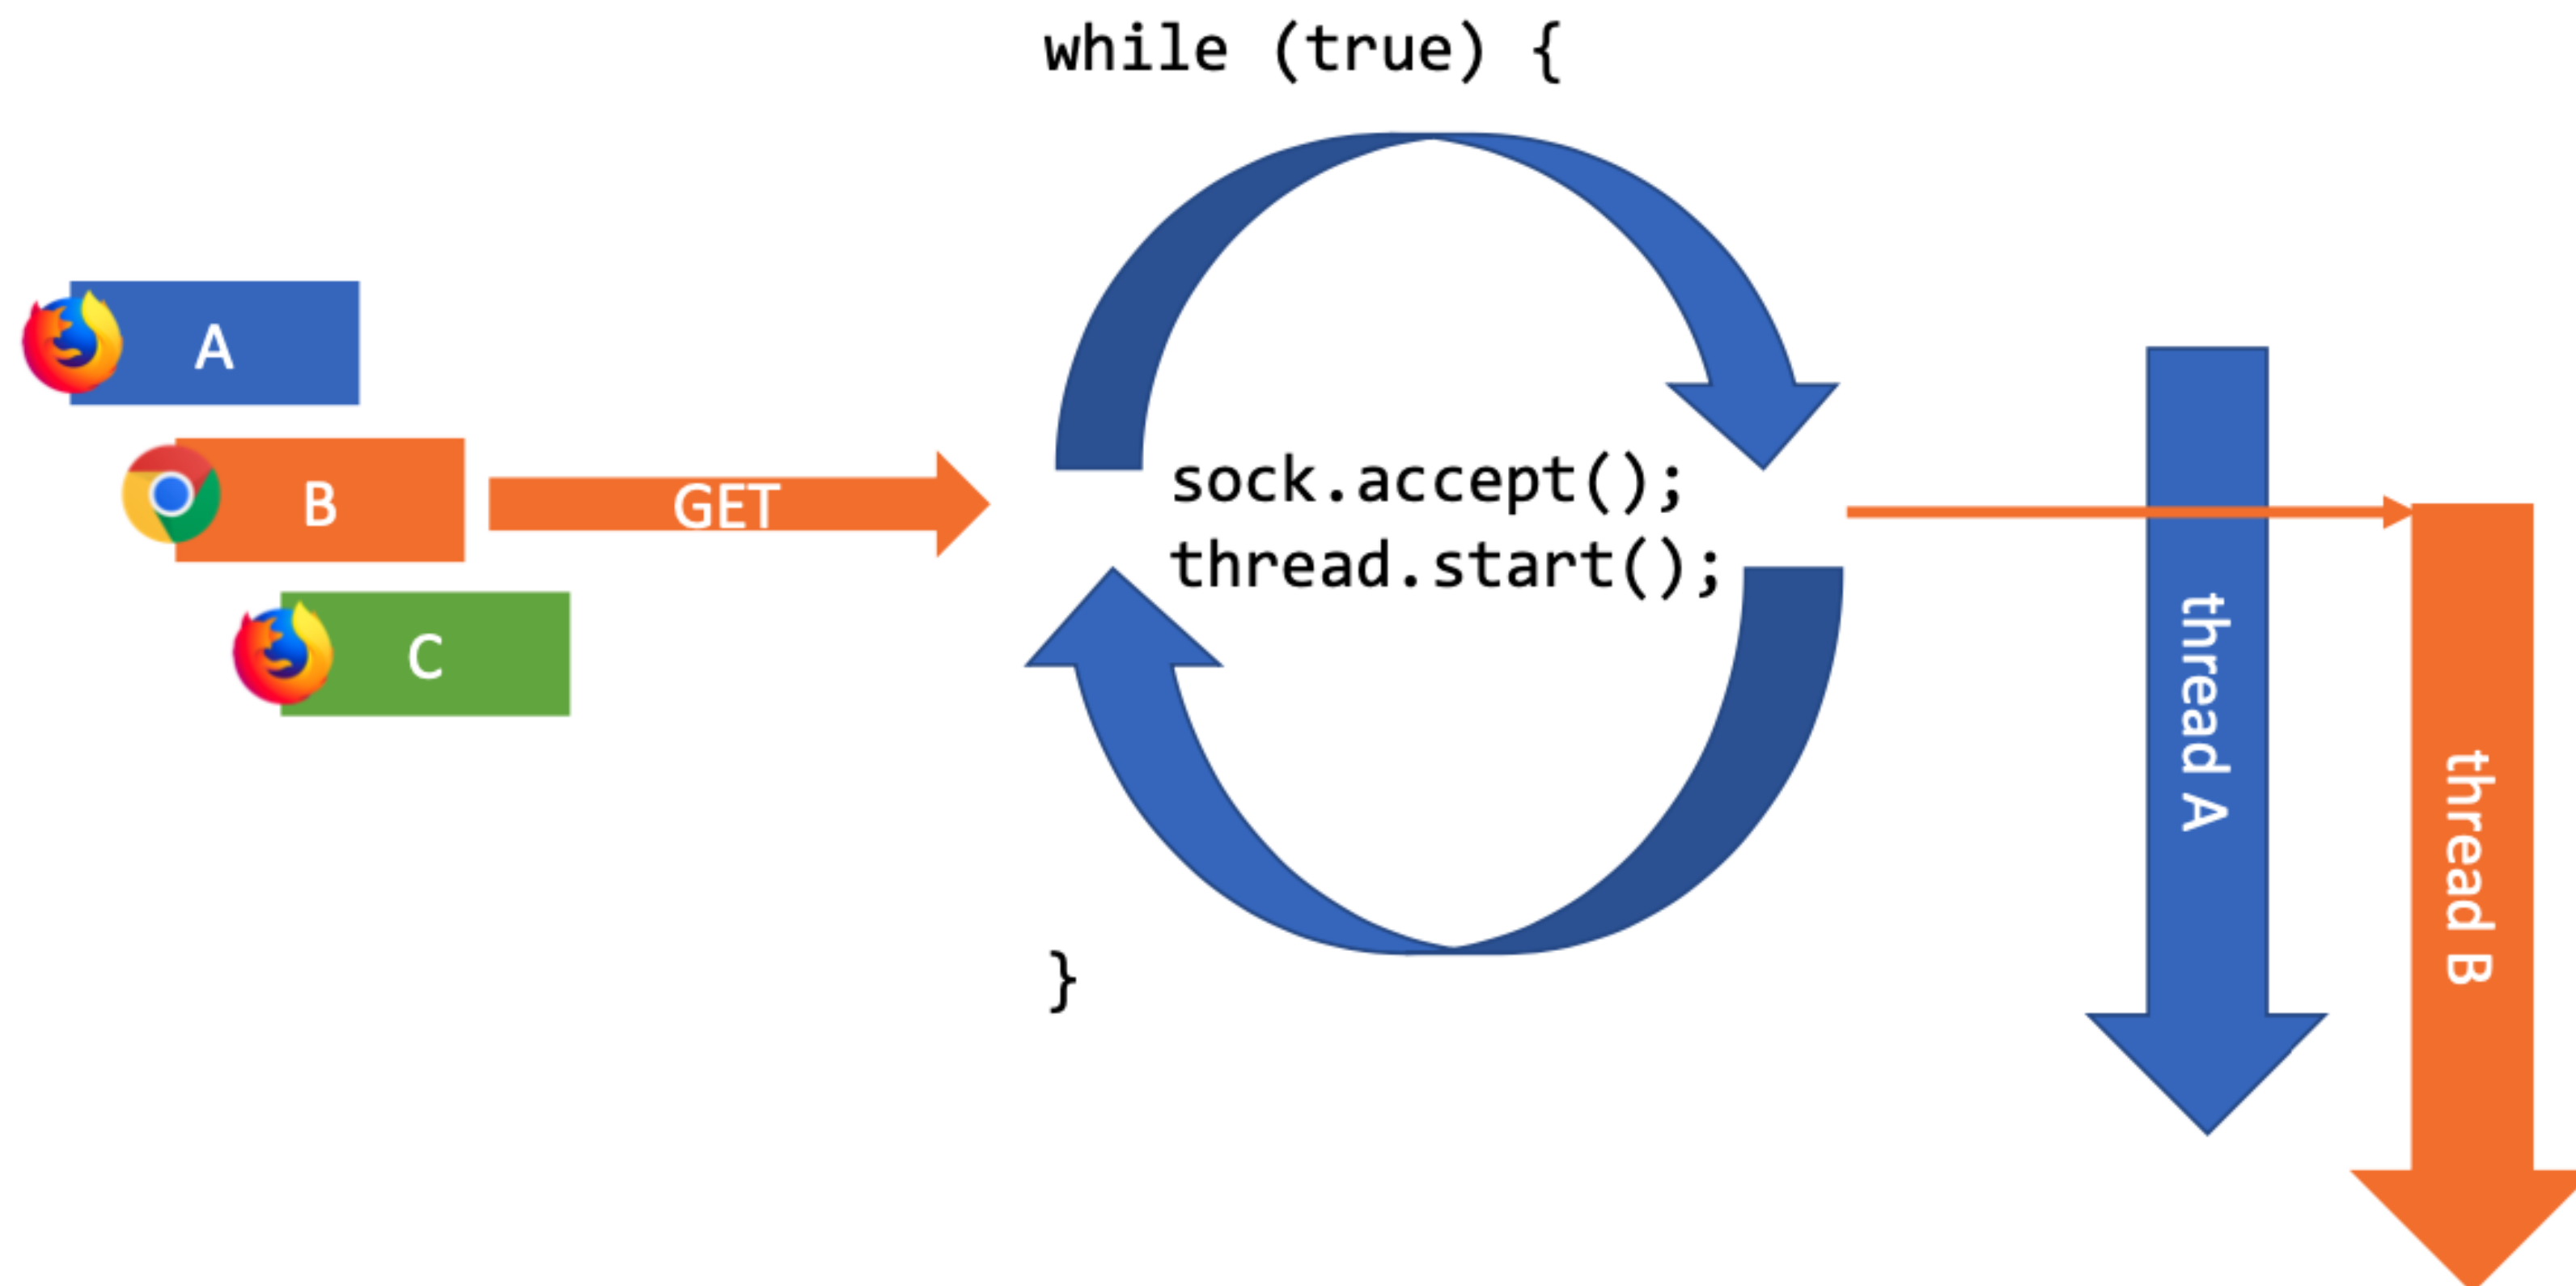 while (true) {
A
B
GET
C
sock.accept();
thread.start();
}
thread A
thread B